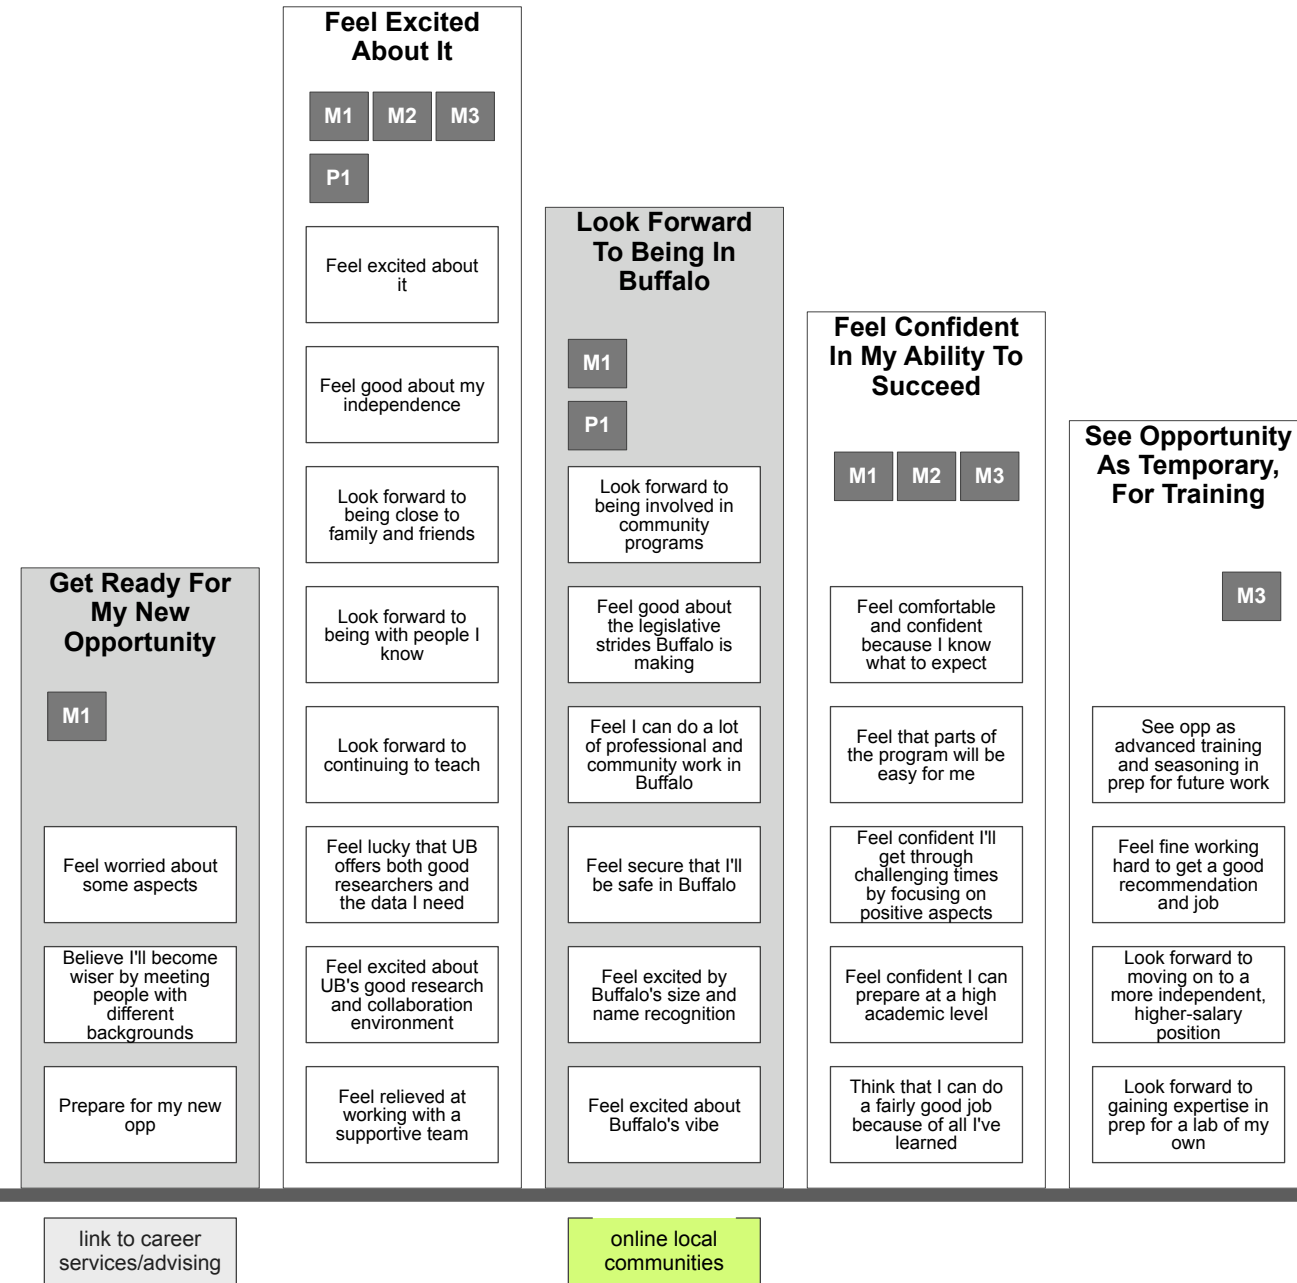 Get Ready For
My New
Opportunity
M1
Feel worried about
some aspects
Believe I'll become
wiser by meeting
people with
different
backgrounds
Prepare for my new
opp
link to career
services/advising
Feel Excited
About It
M1 M2 M3
P1
Feel excited about
it
Feel good about my
independence
Look forward to
being close to
family and friends
Look forward to
being with people I
know
Look forward to
continuing to teach
Feel lucky that UB
offers both good
researchers and
the data I need
Feel excited about
UB's good research
and collaboration
environment
Feel relieved at
working with a
supportive team
Look Forward
To Being In
Buffalo
M1
P1
Look forward to
being involved in
community
programs
Feel good about
the legislative
strides Buffalo is
making
Feel I can do a lot
of professional and
community work in
Buffalo
Feel secure that I'll
be safe in Buffalo
Feel excited by
Buffalo's size and
name recognition
Feel excited about
Buffalo's vibe
online local
communities
Feel Confident
In My Ability To
Succeed
M1 M2 M3
Feel comfortable
and confident
because I know
what to expect
Feel that parts of
the program will be
easy for me
Feel confident I'll
get through
challenging times
by focusing on
positive aspects
Feel confident I can
prepare at a high
academic level
Think that I can do
a fairly good job
because of all I've
learned
See Opportunity
As Temporary,
For Training
M3
See opp as
advanced training
and seasoning in
prep for future work
Feel fine working
hard to get a good
recommendation
and job
Look forward to
moving on to a
more independent,
higher-salary
position
Look forward to
gaining expertise in
prep for a lab of my
own